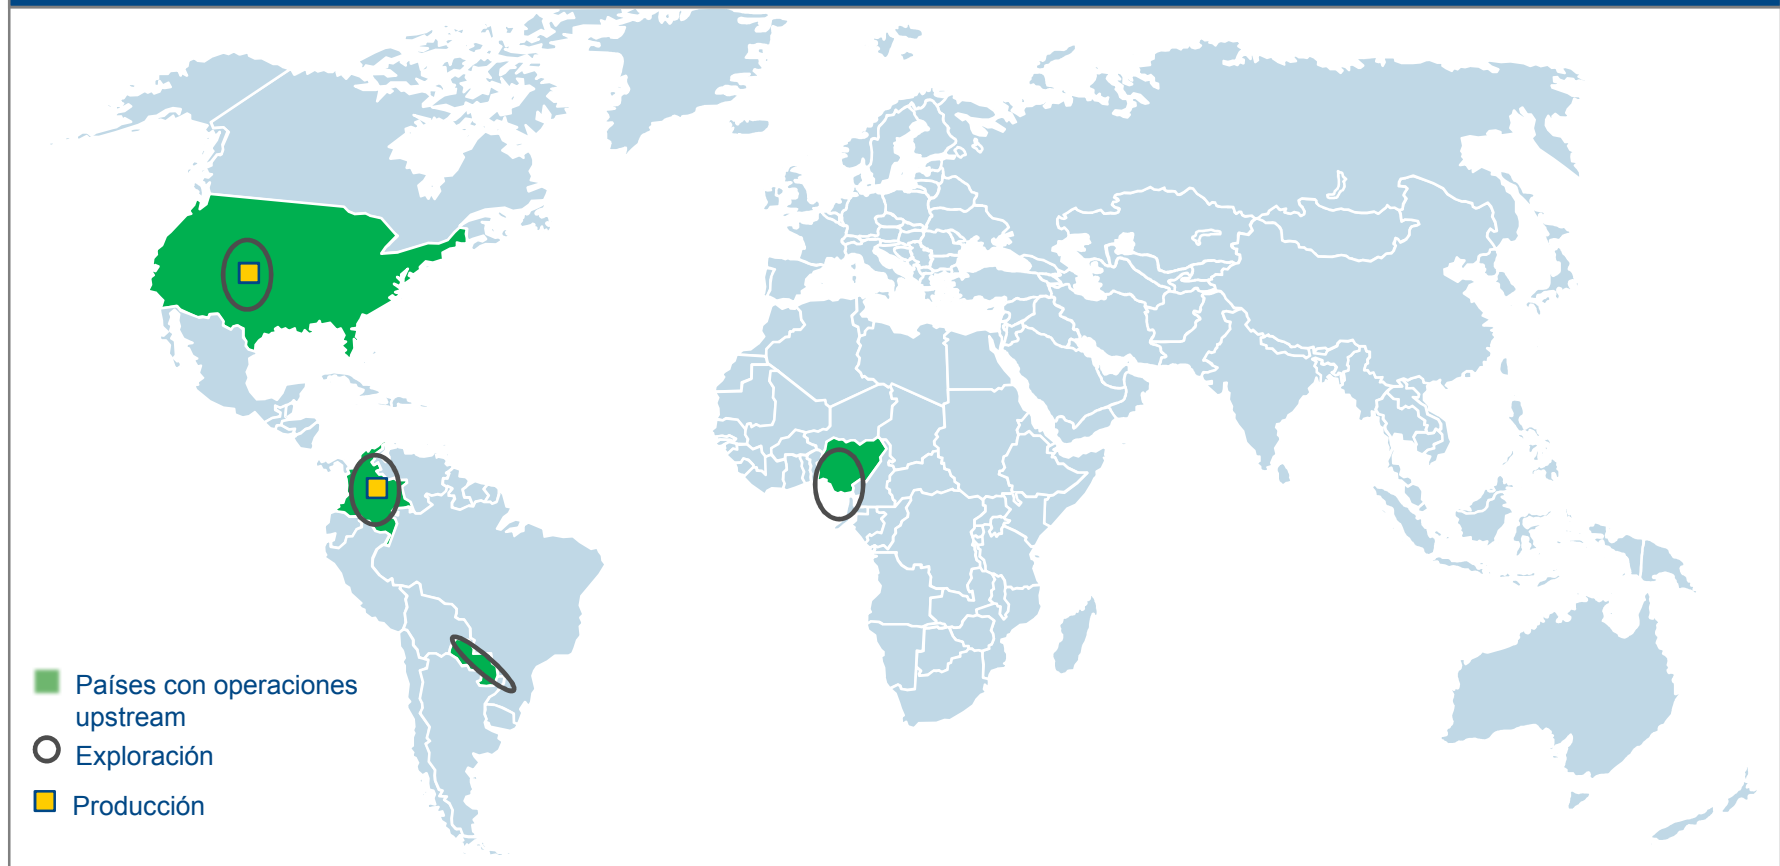 Países con operaciones
upstream
Exploración
Producción